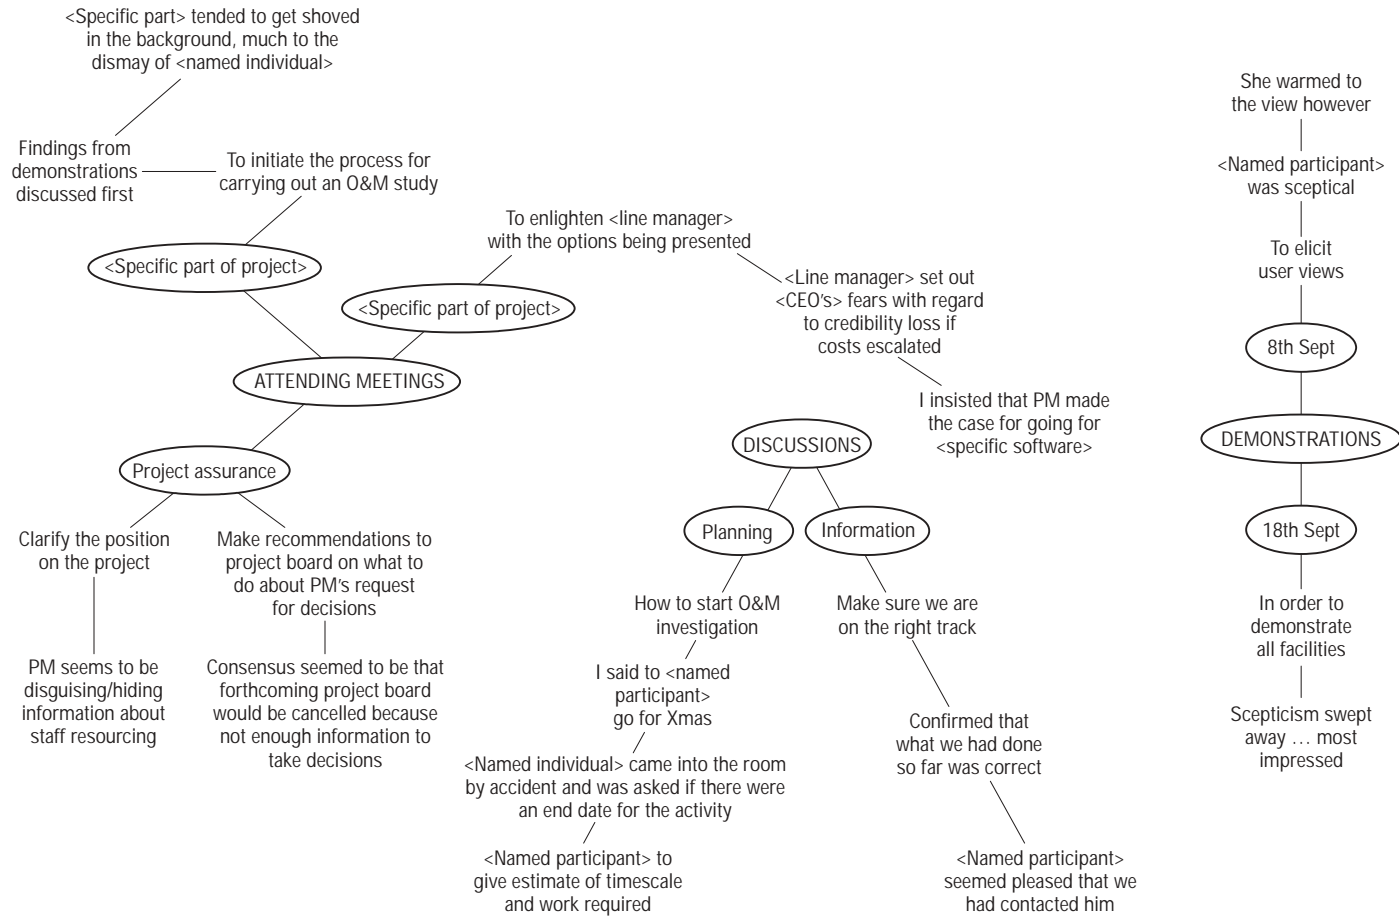 <Specific part> tended to get shoved
in the background, much to the
dismay of <named individual>
Findings from
demonstrations
discussed first
To initiate the process for
carrying out an O&M study
<Specific part of project>
To enlighten <line manager>
with the options being presented
<Specific part of project>
<Line manager> set out
<CEO's> fears with regard
to credibility loss if
costs escalated
I insisted that PM made
the case for going for
<specific software>
ATTENDING MEETINGS
Project assurance
Clarify the position
on the project
PM seems to be
disguising/hiding
information about
staff resourcing
Make recommendations to
project board on what to
do about PM's request
for decisions
Consensus seemed to be that
forthcoming project board
would be cancelled because
not enough information to
take decisions
DISCUSSIONS
Planning
How to start O&M
investigation
I said to <named
participant>
go for Xmas
<Named individual> came into the room
by accident and was asked if there were
an end date for the activity
<Named participant> to
give estimate of timescale
and work required
Information
Make sure we are
on the right track
Confirmed that
what we had done
so far was correct
<Named participant>
seemed pleased that we
had contacted him
She warmed to
the view however
<Named participant>
was sceptical
To elicit
user views
8th Sept
DEMONSTRATIONS
18th Sept
In order to
demonstrate
all facilities
Scepticism swept
away … most
impressed